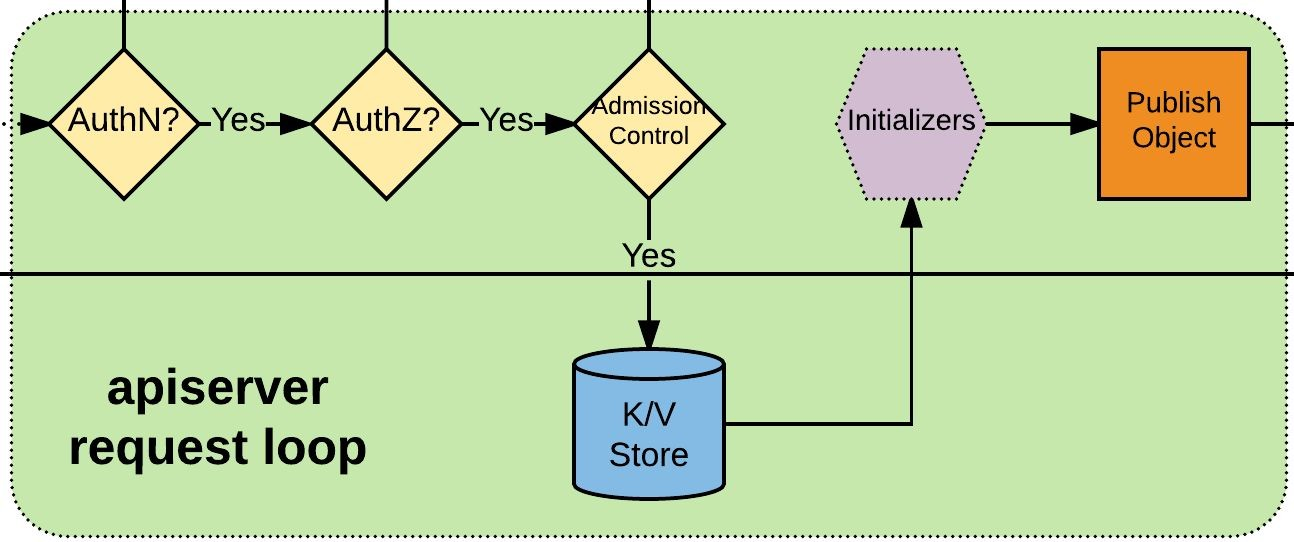 AuthN?
Yes
AuthZ?
Yes
Admission
Control
Initializers
Publish
Object
Yes
apiserver
request loop
K/V
Store